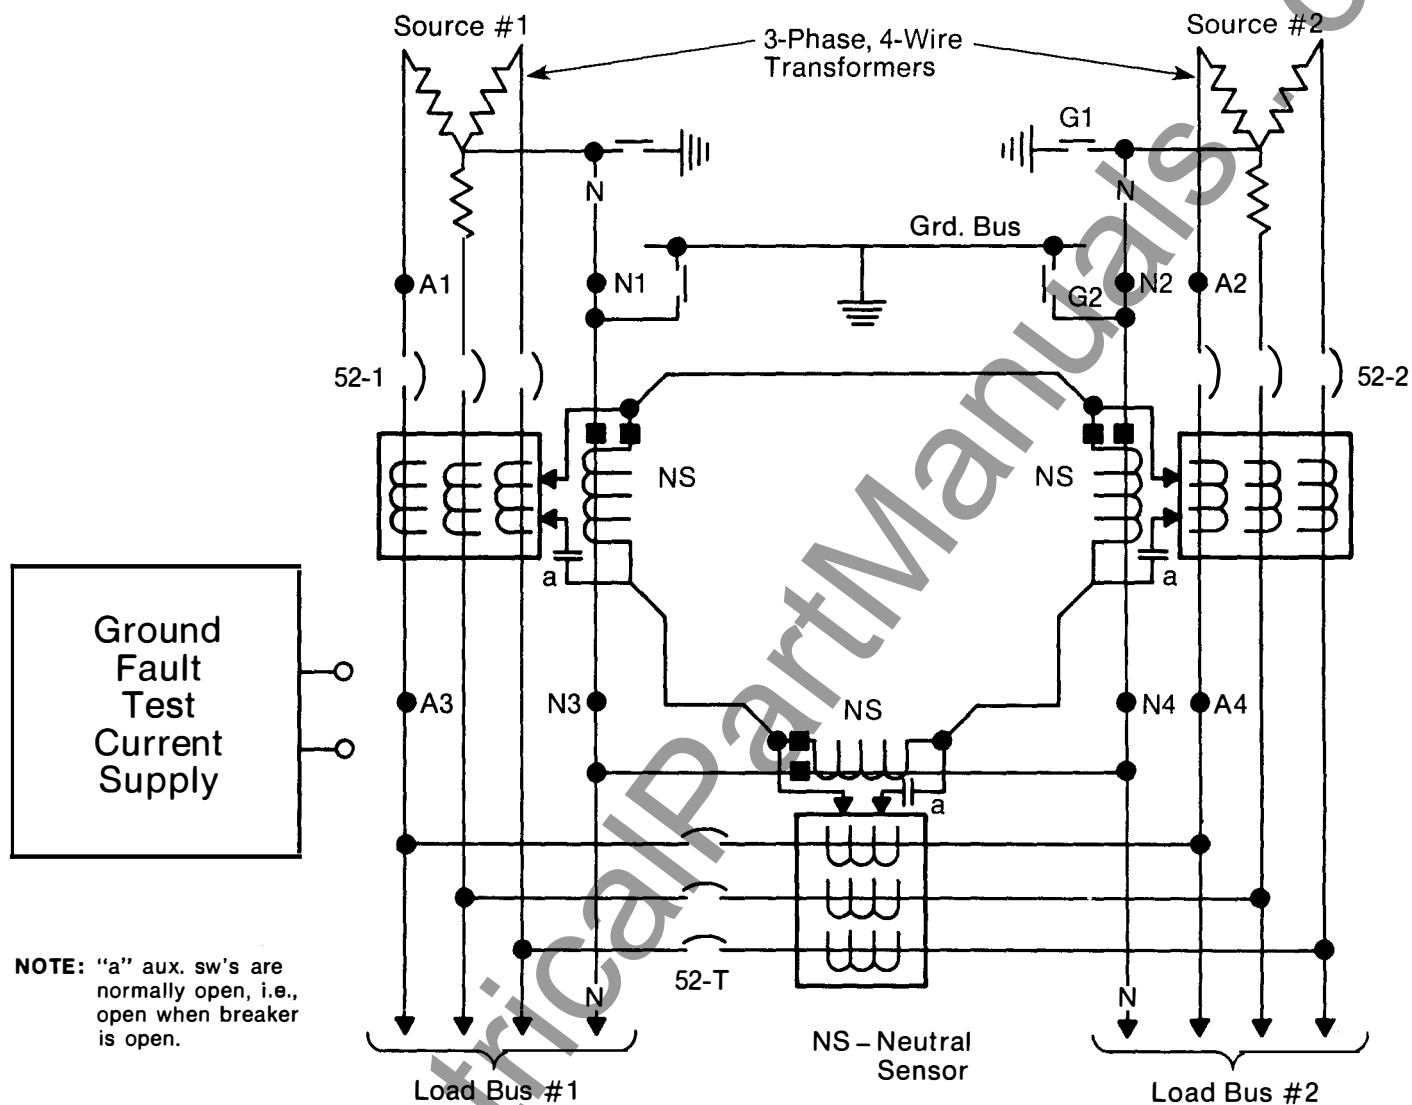 Source #1
3-Phase, 4-Wire
Transformers
Source #2
G1
N
N
Grd. Bus
A1
N1
G2
N2
A2
52-1
52-2
NS
NS
a
a
Ground
Fault
Test
Current
Supply
A3
N3
NS
N4
A4
a
NOTE: "a" aux. sw's are
normally open, i.e.,
open when breaker
is open.
52-T
N
N
NS – Neutral
Sensor
Load Bus #1
Load Bus #2
tricalPartManuals . c